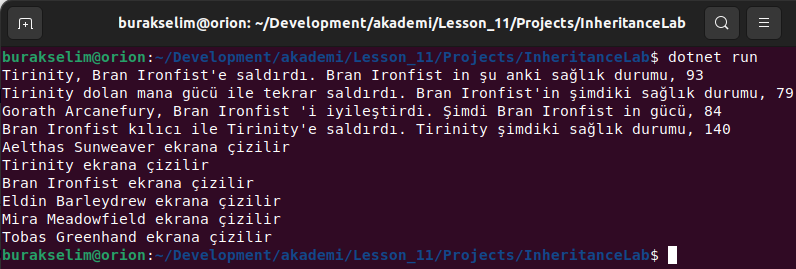 burakselim@orion: ~/Development/akademi/Lesson_11/Projects/InheritanceLab
burakselim@orion:~/Development/akademi/Lesson_11/Projects/InheritanceLab$ dotnet run
Tirinity, Bran Ironfist'e saldırdı. Bran Ironfist in şu anki sağlık durumu, 93
Tirinity dolan mana gücü ile tekrar saldırdı. Bran Ironfist'in şimdiki sağlık durumu, 79
Gorath Arcanefury, Bran Ironfist 'i iyileştirdi. Şimdi Bran Ironfist in gücü, 84
Bran Ironfist kılıcı ile Tirinity'e saldırdı. Tirinity şimdiki sağlık durumu, 140
Aelthas Sunweaver ekrana çizilir
Tirinity ekrana çizilir
Bran Ironfist ekrana çizilir
Eldin Barleydrew ekrana çizilir
Mira Meadowfield ekrana çizilir
Tobas Greenhand ekrana çizilir
burakselim@orion:~/Development/akademi/Lesson_11/Projects/InheritanceLab$